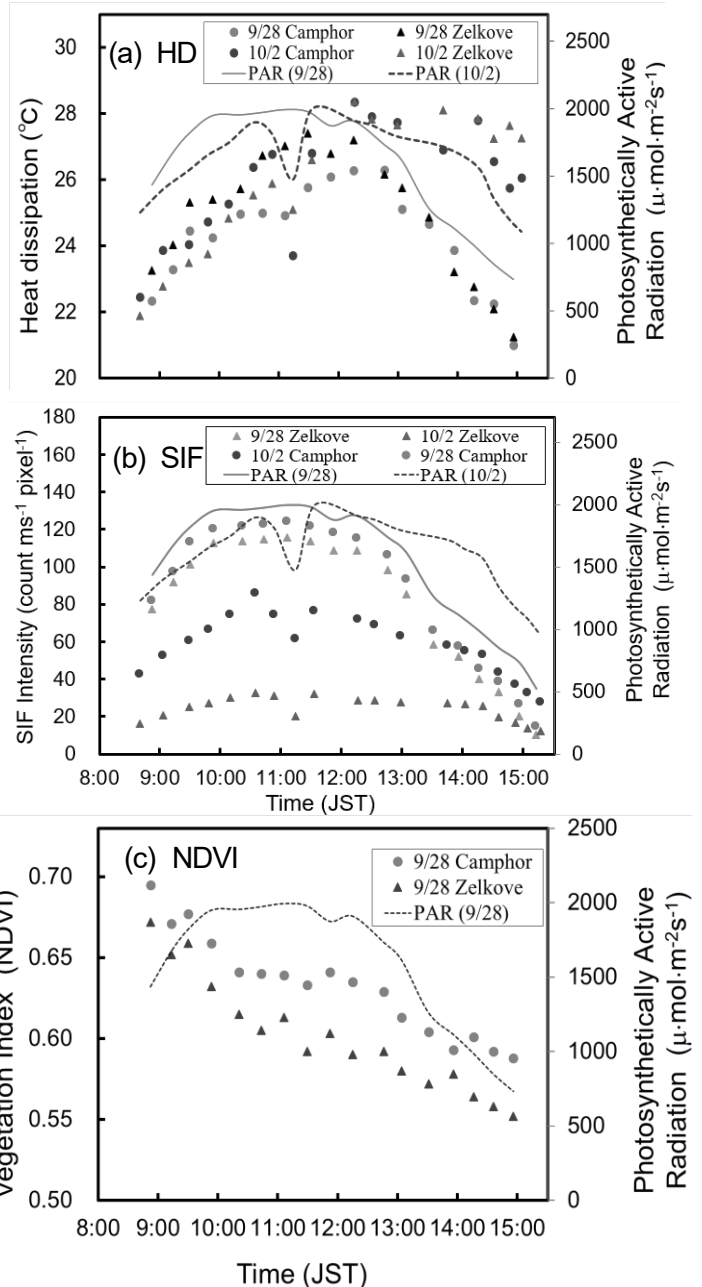 (a) HD
9/28 Camphor
9/28 Zelkove
10/2 Camphor
10/2 Zelkove
PAR (9/28)
PAR (10/2)
Heat dissipation (℃)
30
28
26
24
22
20
2500
2000
1500
1000
500
0
Photosynthetically Active
Radiation (μ·mol·m-2s-1)
(b) SIF
9/28 Zelkove
10/2 Zelkove
10/2 Camphor
9/28 Camphor
PAR (9/28)
PAR (10/2)
SIF Intensity (count ms-1 pixel-1)
180
160
140
120
100
80
60
40
20
0
2500
2000
1500
1000
500
0
Photosynthetically Active
Radiation (μ·mol·m-2s-1)
8:00 9:00 10:00 11:00 12:00 13:00 14:00 15:00
Time (JST)
(c) NDVI
9/28 Camphor
9/28 Zelkove
PAR (9/28)
Vegetation Index (NDVI)
0.70
0.65
0.60
0.55
0.50
2500
2000
1500
1000
500
0
Photosynthetically Active
Radiation (μ·mol·m-2s-1)
8:00 9:00 10:00 11:00 12:00 13:00 14:00 15:00
Time (JST)